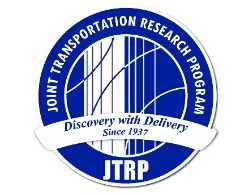 JOINT TRANSPORTATION RESEARCH PROGRAM
Discovery with Delivery
Since 1937
JTRP